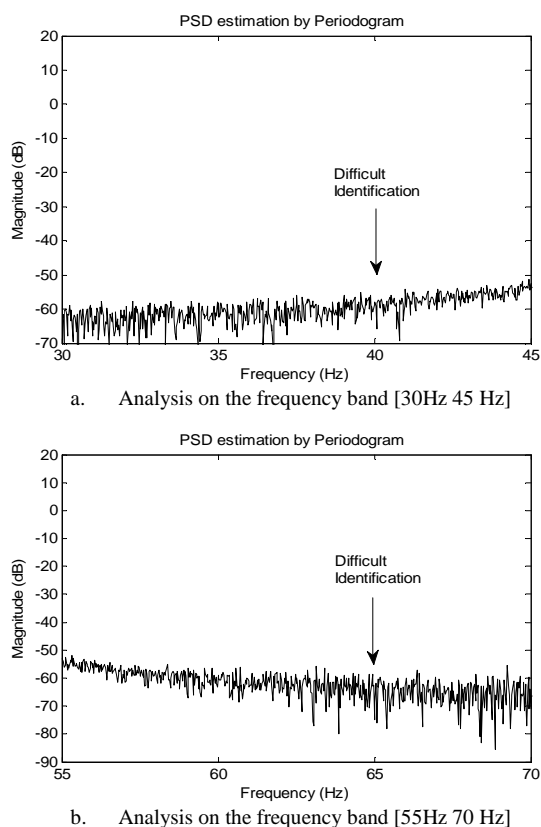 PSD estimation by Periodogram
20
10
0
-10
-20
-30
-40
-50
-60
-70
Magnitude (dB)
Difficult
Identification
30
35
40
45
Frequency (Hz)
a. Analysis on the frequency band [30Hz 45 Hz]
PSD estimation by Periodogram
20
10
0
-10
-20
-30
-40
-50
-60
-70
-80
-90
Magnitude (dB)
Difficult
Identification
55
60
65
70
Frequency (Hz)
b. Analysis on the frequency band [55Hz 70 Hz]